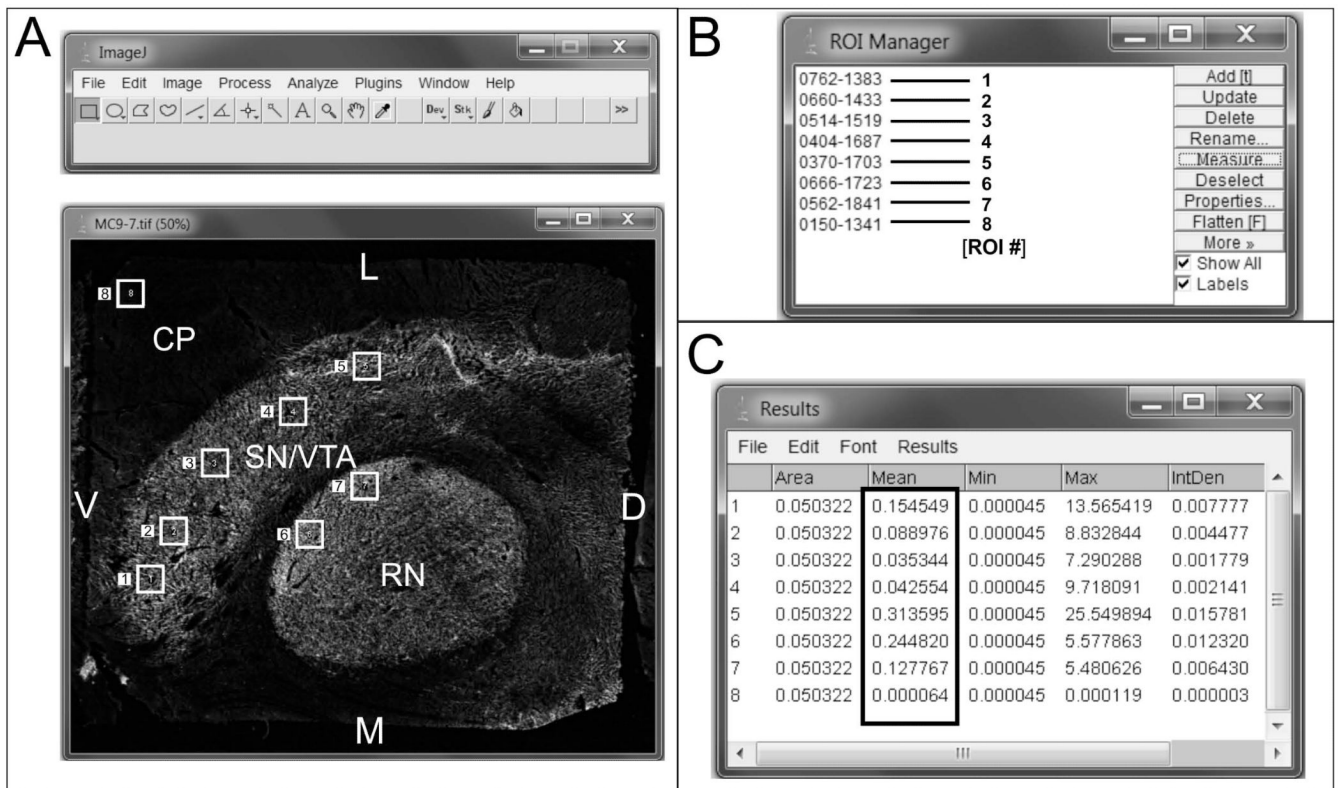 A
ImageJ
File Edit Image Process Analyze Plugins Window Help
A Dev Stk >>
MC9-7.tif (50%)
L
8 8
CP
5 5
4 4
3 3 SN/VTA
7 7
V D
2 2
6 6
1 1 RN
M
B
ROI Manager
0762-1383 1
0660-1433 2
0514-1519 3
0404-1687 4
0370-1703 5
0666-1723 6
0562-1841 7
0150-1341 8
[ROI #]
Add [t]
Update
Delete
Rename...
Measure
Deselect
Properties...
Flatten [F]
More »
Show All
Labels
C
Results
File Edit Font Results
Area Mean Min Max IntDen
1 0.050322 0.154549 0.000045 13.565419 0.007777
2 0.050322 0.088976 0.000045 8.832844 0.004477
3 0.050322 0.035344 0.000045 7.290288 0.001779
4 0.050322 0.042554 0.000045 9.718091 0.002141
5 0.050322 0.313595 0.000045 25.549894 0.015781
6 0.050322 0.244820 0.000045 5.577863 0.012320
7 0.050322 0.127767 0.000045 5.480626 0.006430
8 0.050322 0.000064 0.000045 0.000119 0.000003